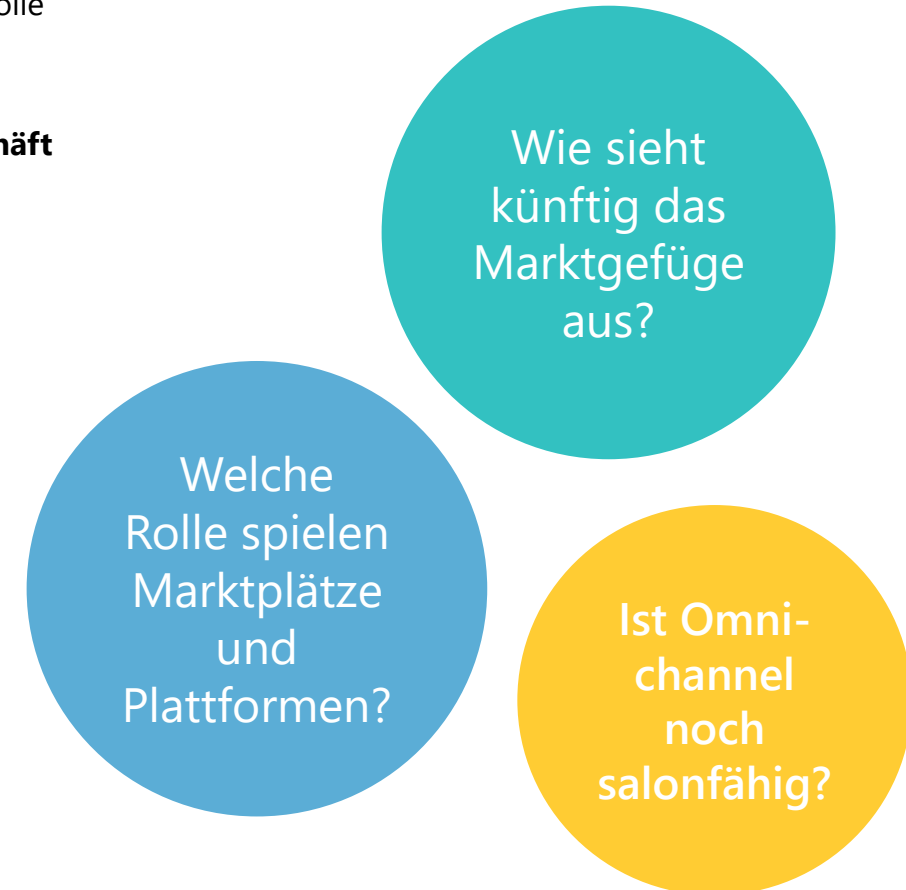 olle
häft
Wie sieht
künftig das
Marktgefüge
aus?
Welche
Rolle spielen
Marktplätze
und
Plattformen?
Ist Omni-
channel
noch
salonfähig?